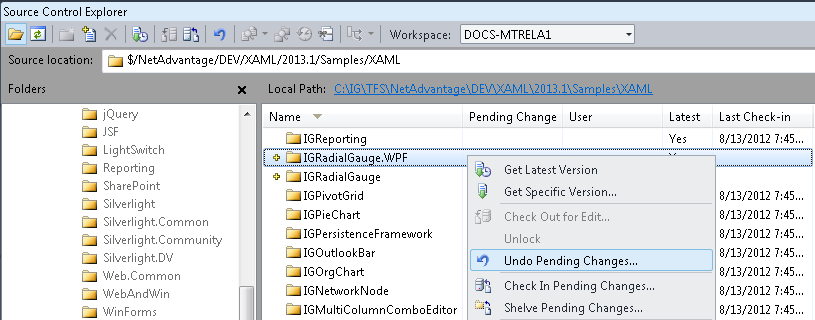 Source Control Explorer
Workspace: DOCS-MTRELA1
Source location: $/NetAdvantage/DEV/XAML/2013.1/Samples/XAML
Folders
Local Path: C:\IG\TFS\NetAdvantage\DEV\XAML\2013.1\Samples\XAML
jQuery
JSF
LightSwitch
Reporting
SharePoint
Silverlight
Silverlight.Common
Silverlight.Community
Silverlight.DV
Web.Common
WebAndWin
WinForms
Name Pending Change User Latest Last Check-in
IGReporting Yes 8/13/2012 7:45...
IGRadialGauge.WPF
IGRadialGauge
IGPivotGrid 8/13/2012 7:45...
IGPieChart 8/13/2012 7:45...
IGPersistenceFramework 8/13/2012 7:45...
IGOutlookBar 8/13/2012 7:45...
IGOrgChart 8/13/2012 7:45...
IGNetworkNode 8/13/2012 7:45...
IGMultiColumnComboEditor 8/13/2012 7:45...
Get Latest Version
Get Specific Version...
Check Out for Edit...
Unlock
Undo Pending Changes...
Check In Pending Changes...
Shelve Pending Changes...